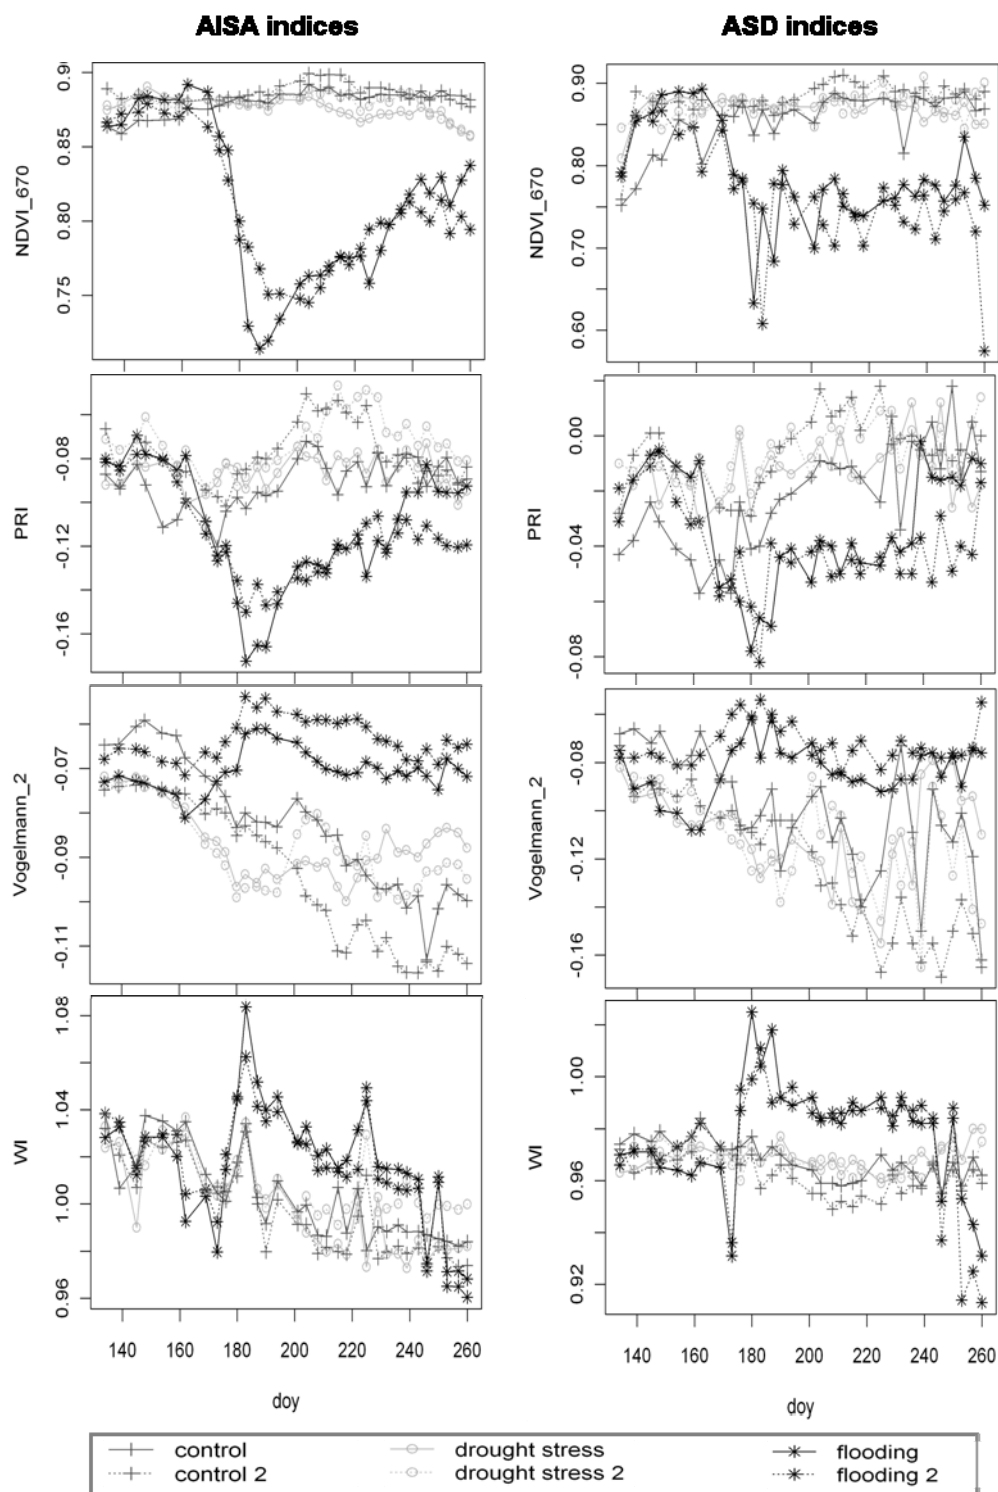 AISA indices
ASD indices
NDVI_670
0.75 0.80 0.85 0.90
NDVI_670
0.60 0.70 0.80 0.90
PRI
-0.16 -0.12 -0.08
PRI
-0.08 -0.04 0.00
Vogelmann_2
-0.11 -0.09 -0.07
Vogelmann_2
-0.16 -0.12 -0.08
WI
0.96 1.00 1.04 1.08
WI
0.92 0.96 1.00
140 160 180 200 220 240 260
140 160 180 200 220 240 260
doy
doy
control
drought stress
flooding
control 2
drought stress 2
flooding 2